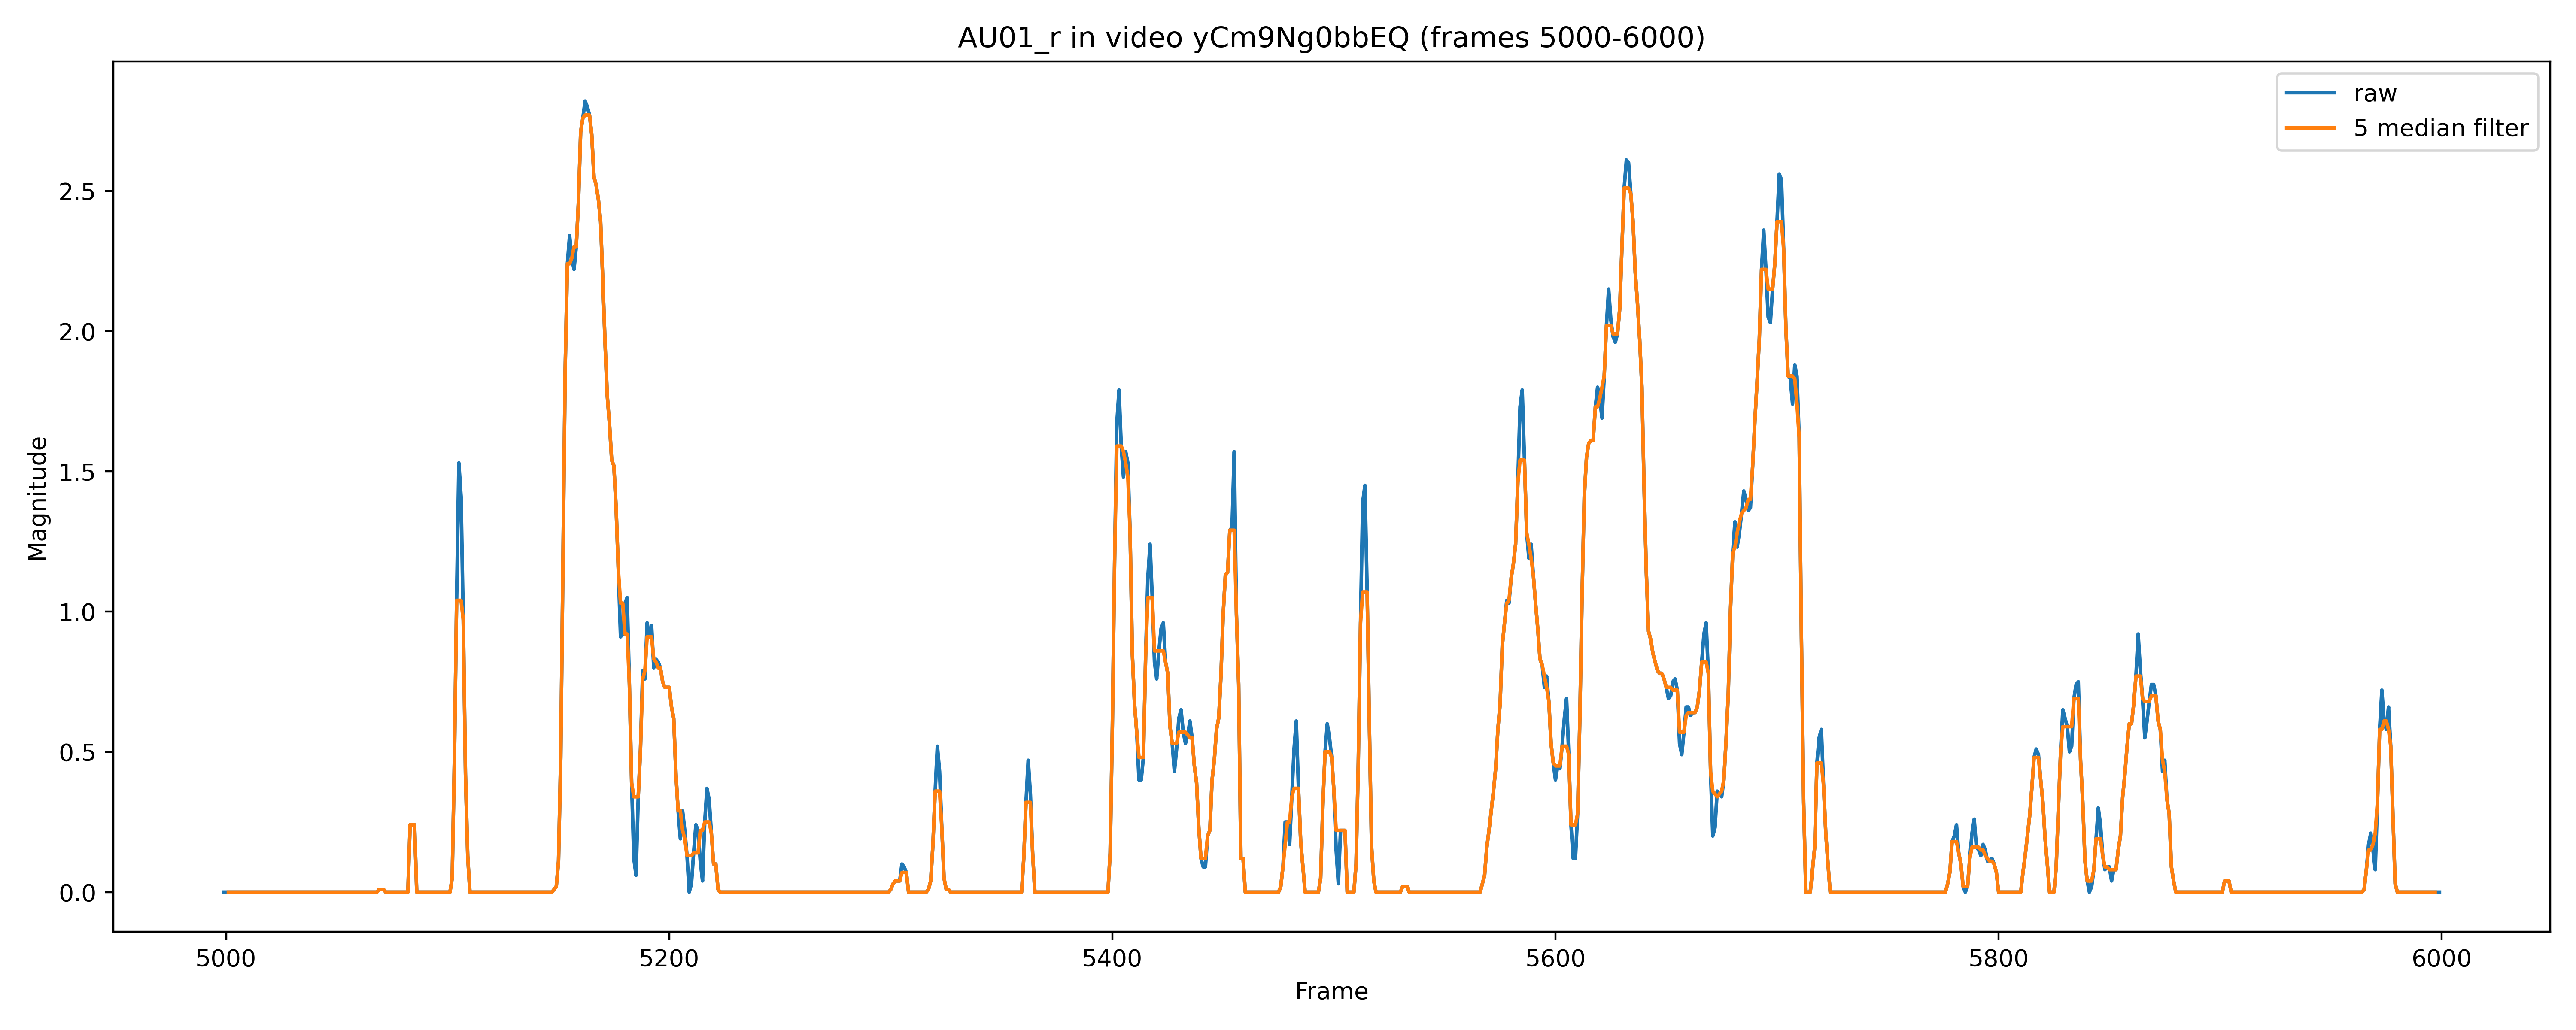 AU01_r in video yCm9Ng0bbEQ (frames 5000-6000)
raw
5 median filter
Magnitude
2.5
2.0
1.5
1.0
0.5
0.0
5000 5200 5400 5600 5800 6000
Frame